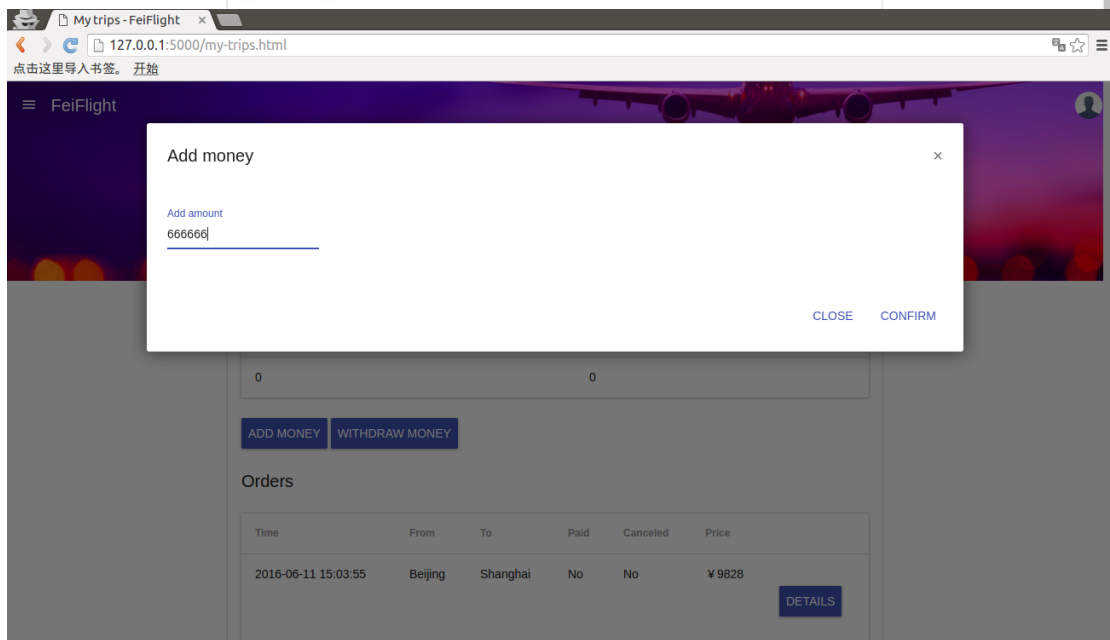 My trips - FeiFlight
127.0.0.1:5000/my-trips.html
点击这里导入书签。 开始
FeiFlight
Add money
Add amount
666666
CLOSE CONFIRM
0 0
ADD MONEY WITHDRAW MONEY
Orders
Time From To Paid Canceled Price
2016-06-11 15:03:55 Beijing Shanghai No No ¥9828
DETAILS